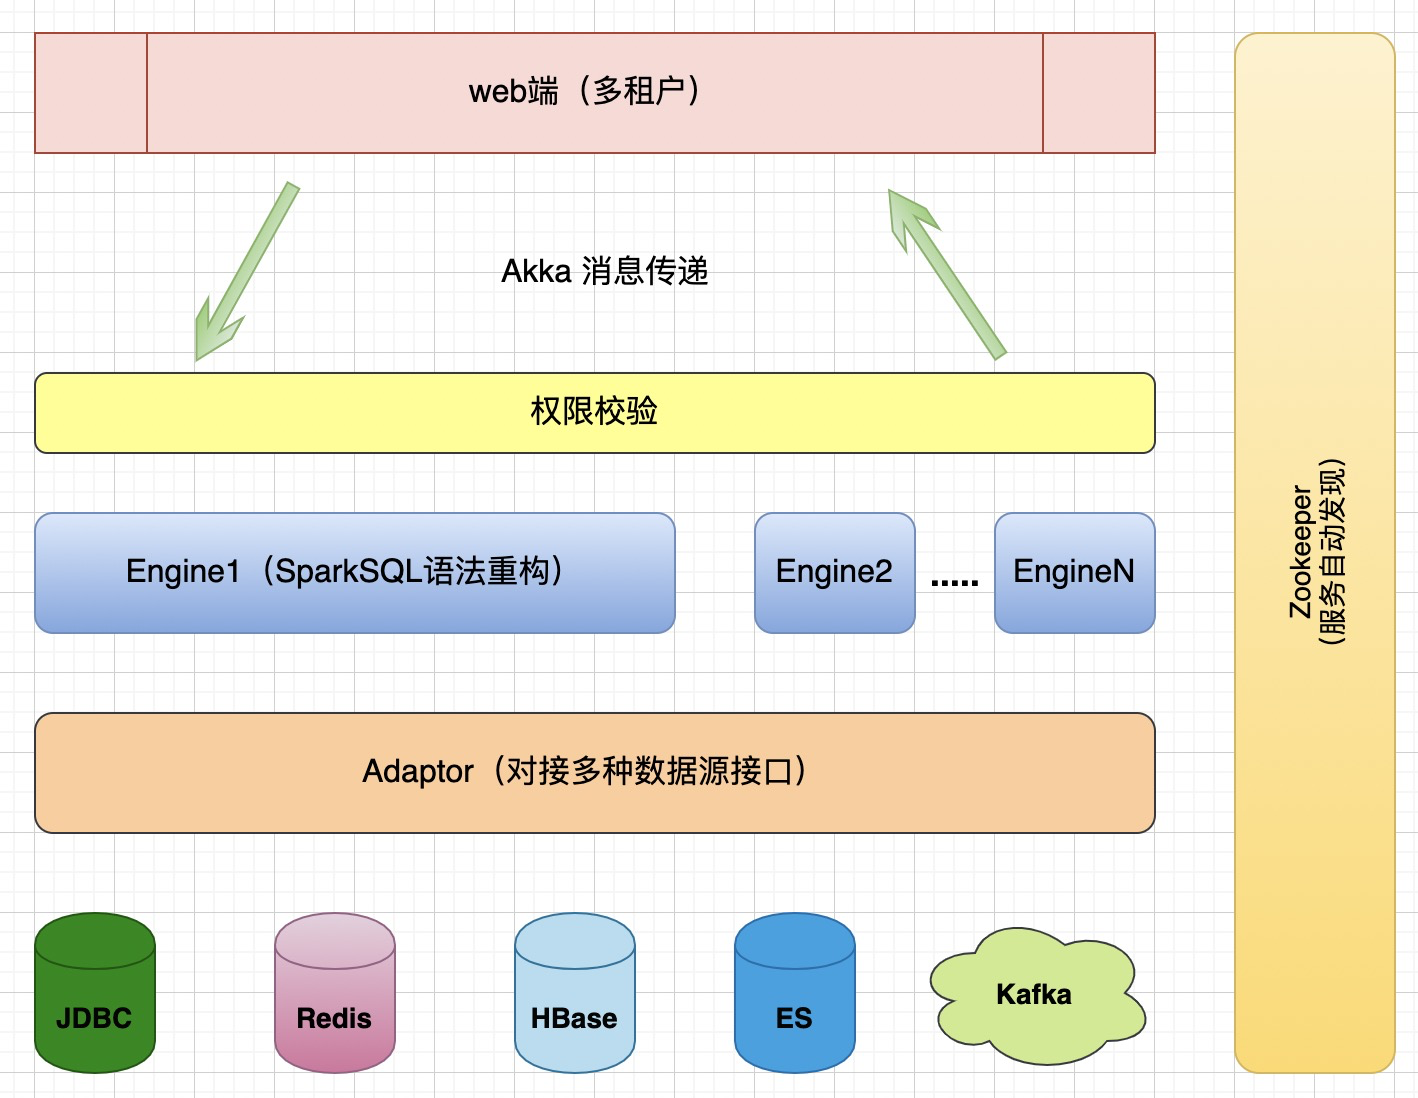 web端（多租户）
Akka 消息传递
权限校验
Engine1（SparkSQL语法重构）
Engine2
.....
EngineN
Adaptor（对接多种数据源接口）
JDBC
Redis
HBase
ES
Kafka
Zookeeper
(服务自动发现)